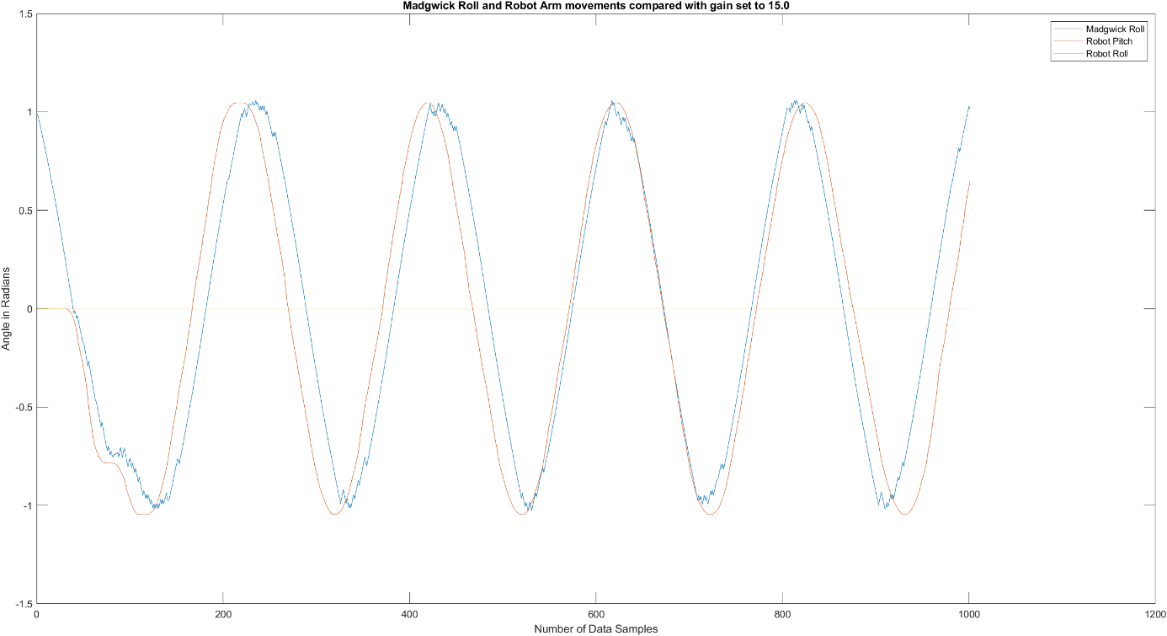 Madgwick Roll and Robot Arm movements compared with gain set to 15.0
1.5
Madgwick Roll
Robot Pitch
Robot Roll
1
0.5
Angle in Radians
0
-0.5
-1
-1.5
0 200 400 600 800 1000 1200
Number of Data Samples